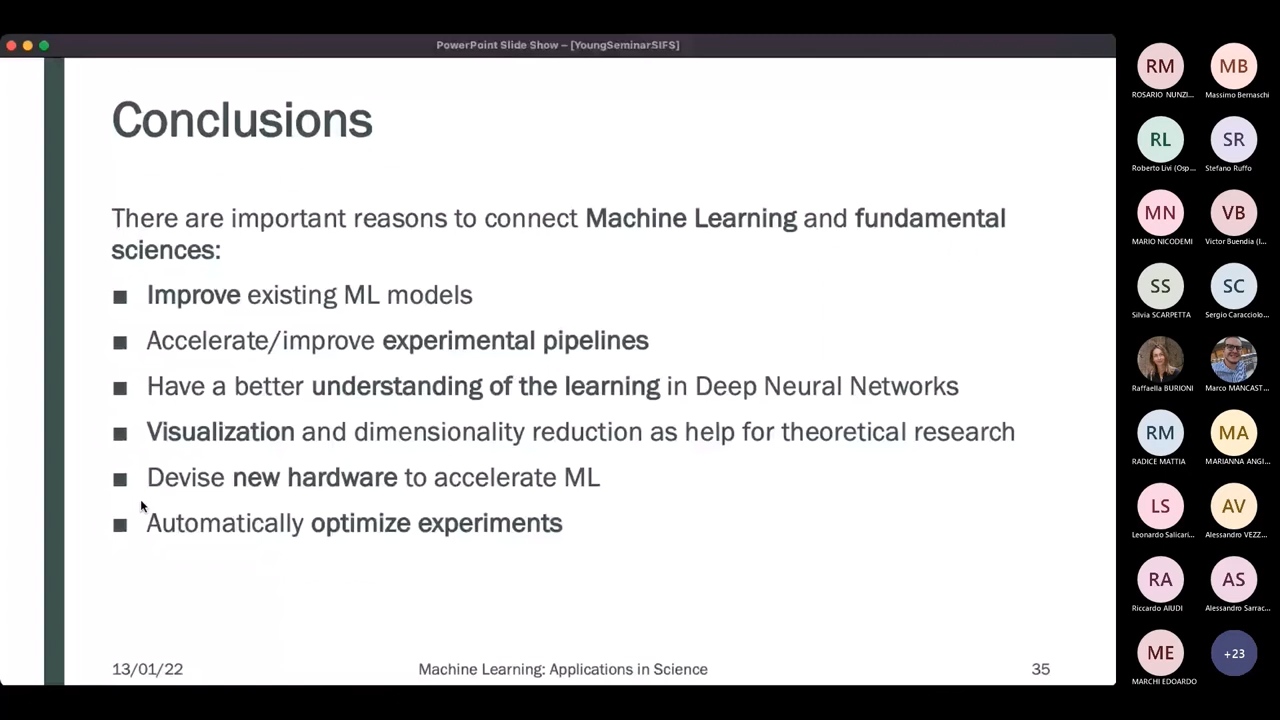 PowerPoint Slide Show – [YoungSeminarSIFS]
Conclusions
There are important reasons to connect Machine Learning and fundamental
sciences:
■ Improve existing ML models
■ Accelerate/improve experimental pipelines
■ Have a better understanding of the learning in Deep Neural Networks
■ Visualization and dimensionality reduction as help for theoretical research
■ Devise new hardware to accelerate ML
■ Automatically optimize experiments
13/01/22 Machine Learning: Applications in Science 35
RM MB
ROSARIO NUNZI... Massimo Bernaschi
RL SR
Roberto Livi (Osp... Stefano Ruffo
MN VB
MARIO NICODEMI Victor Buendia (I...
SS SC
Silvia SCARPETTA Sergio Caracciolo...
Raffaella BURIONI Marco MANCAST...
RM MA
RADICE MATTIA MARIANNA ANGI...
LS AV
Leonardo Salicari... Alessandro VEZZ...
RA AS
Riccardo AIUDI Alessandro Sarrac...
ME +23
MARCHI EDOARDO